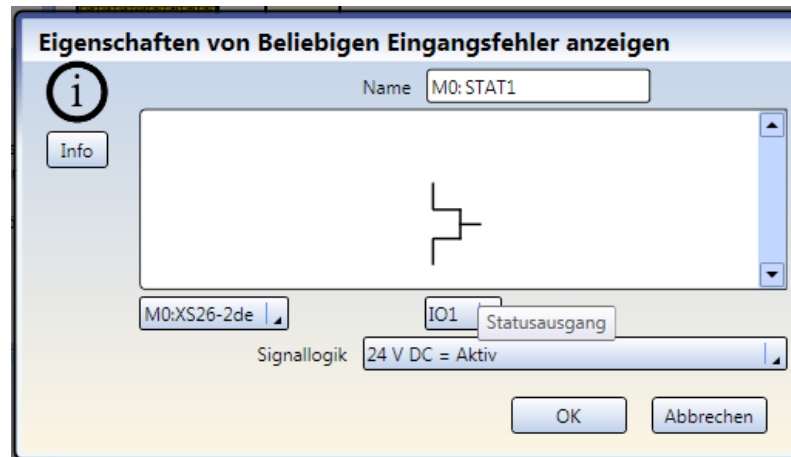 Eigenschaften von Beliebigen Eingangsfehler anzeigen
i
Name M0:STAT1
Info
M0:XS26-2de IO1
Statusausgang
Signallogik 24 V DC = Aktiv
OK Abbrechen